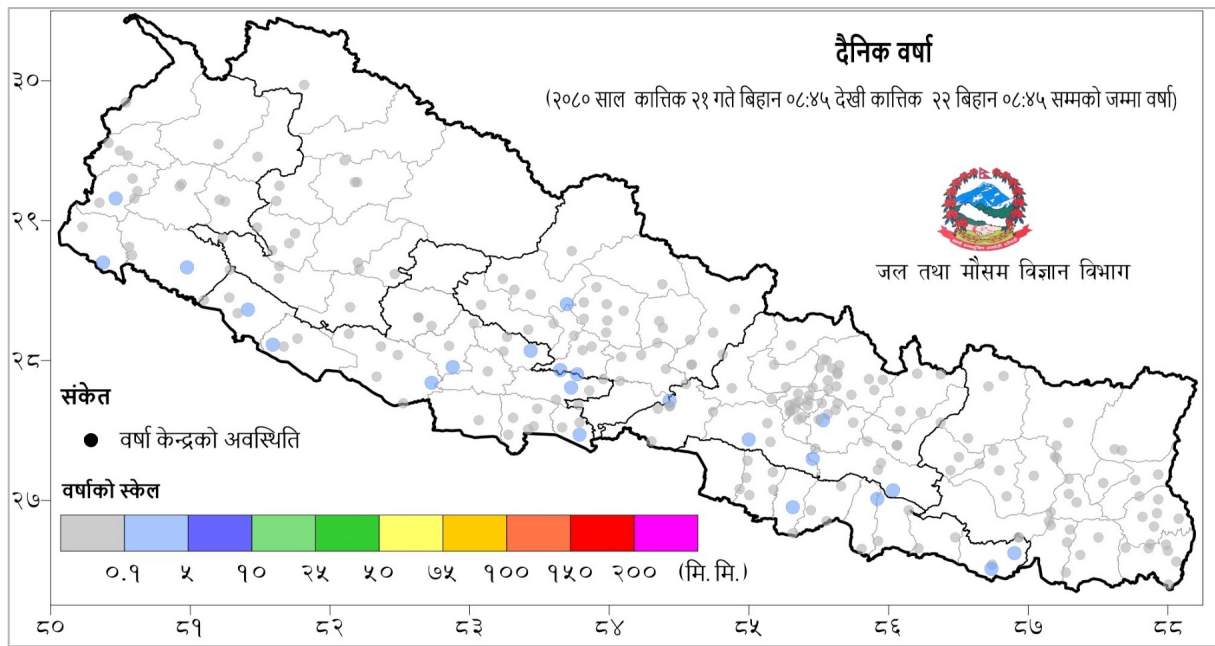 दैनिक वर्षा
(२०८० साल कात्तिक २१ गते बिहान ०८:४५ देखी कात्तिक २२ बिहान ०८:४५ सम्मको जम्मा वर्षा)
जल तथा मौसम विज्ञान विभाग
३०
२९
२८
२७
संकेत
वर्षा केन्द्रको अवस्थिति
वर्षाको स्केल
०.१ ५ १० २५ ५० ७५ १०० १५० २०० (मि.मि.)
८० ८१ ८२ ८३ ८४ ८५ ८६ ८७ ८८